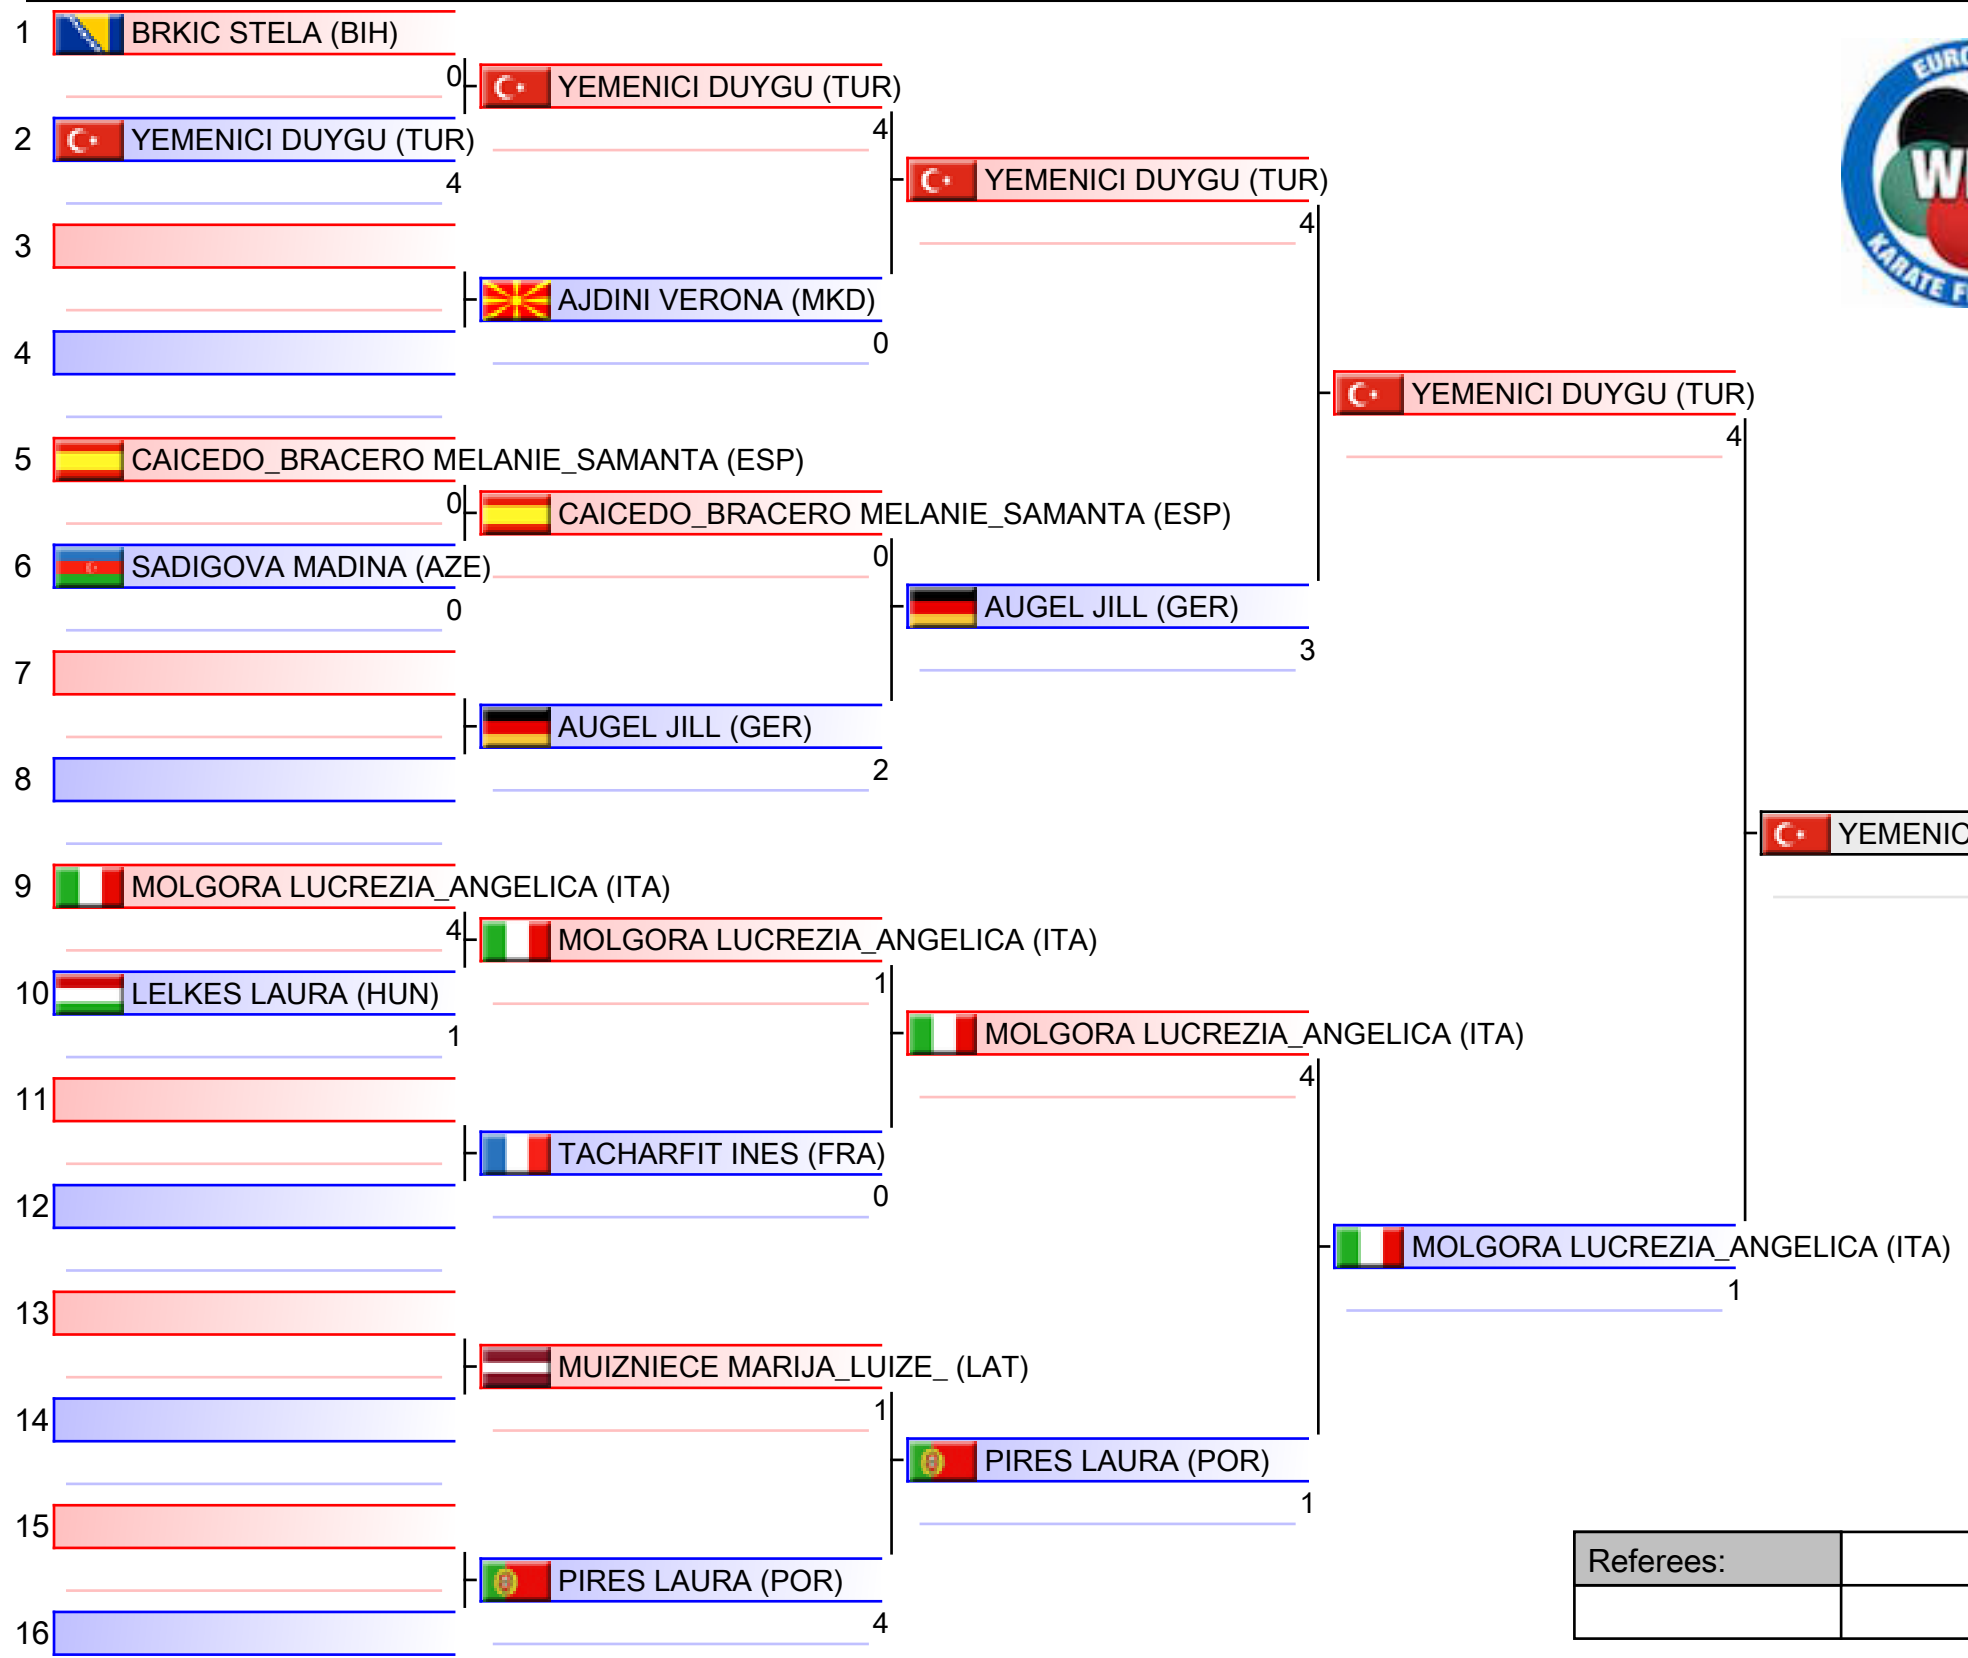 1 BRKIC STELA (BIH)
0
YEMENICI DUYGU (TUR)
4
2 YEMENICI DUYGU (TUR)
4
YEMENICI DUYGU (TUR)
4
3
AJDINI VERONA (MKD)
0
4
YEMENICI DUYGU (TUR)
4
5 CAICEDO_BRACERO MELANIE_SAMANTA (ESP)
0
CAICEDO_BRACERO MELANIE_SAMANTA (ESP)
0
6 SADIGOVA MADINA (AZE)
0
AUGEL JILL (GER)
3
7
AUGEL JILL (GER)
2
8
YEMENIC
9 MOLGORA LUCREZIA_ANGELICA (ITA)
4
MOLGORA LUCREZIA_ANGELICA (ITA)
1
10 LELKES LAURA (HUN)
1
MOLGORA LUCREZIA_ANGELICA (ITA)
4
11
TACHARFIT INES (FRA)
0
12
MOLGORA LUCREZIA_ANGELICA (ITA)
1
13
MUIZNIECE MARIJA_LUIZE_ (LAT)
1
14
PIRES LAURA (POR)
1
15
PIRES LAURA (POR)
4
16
Referees:
KARATE